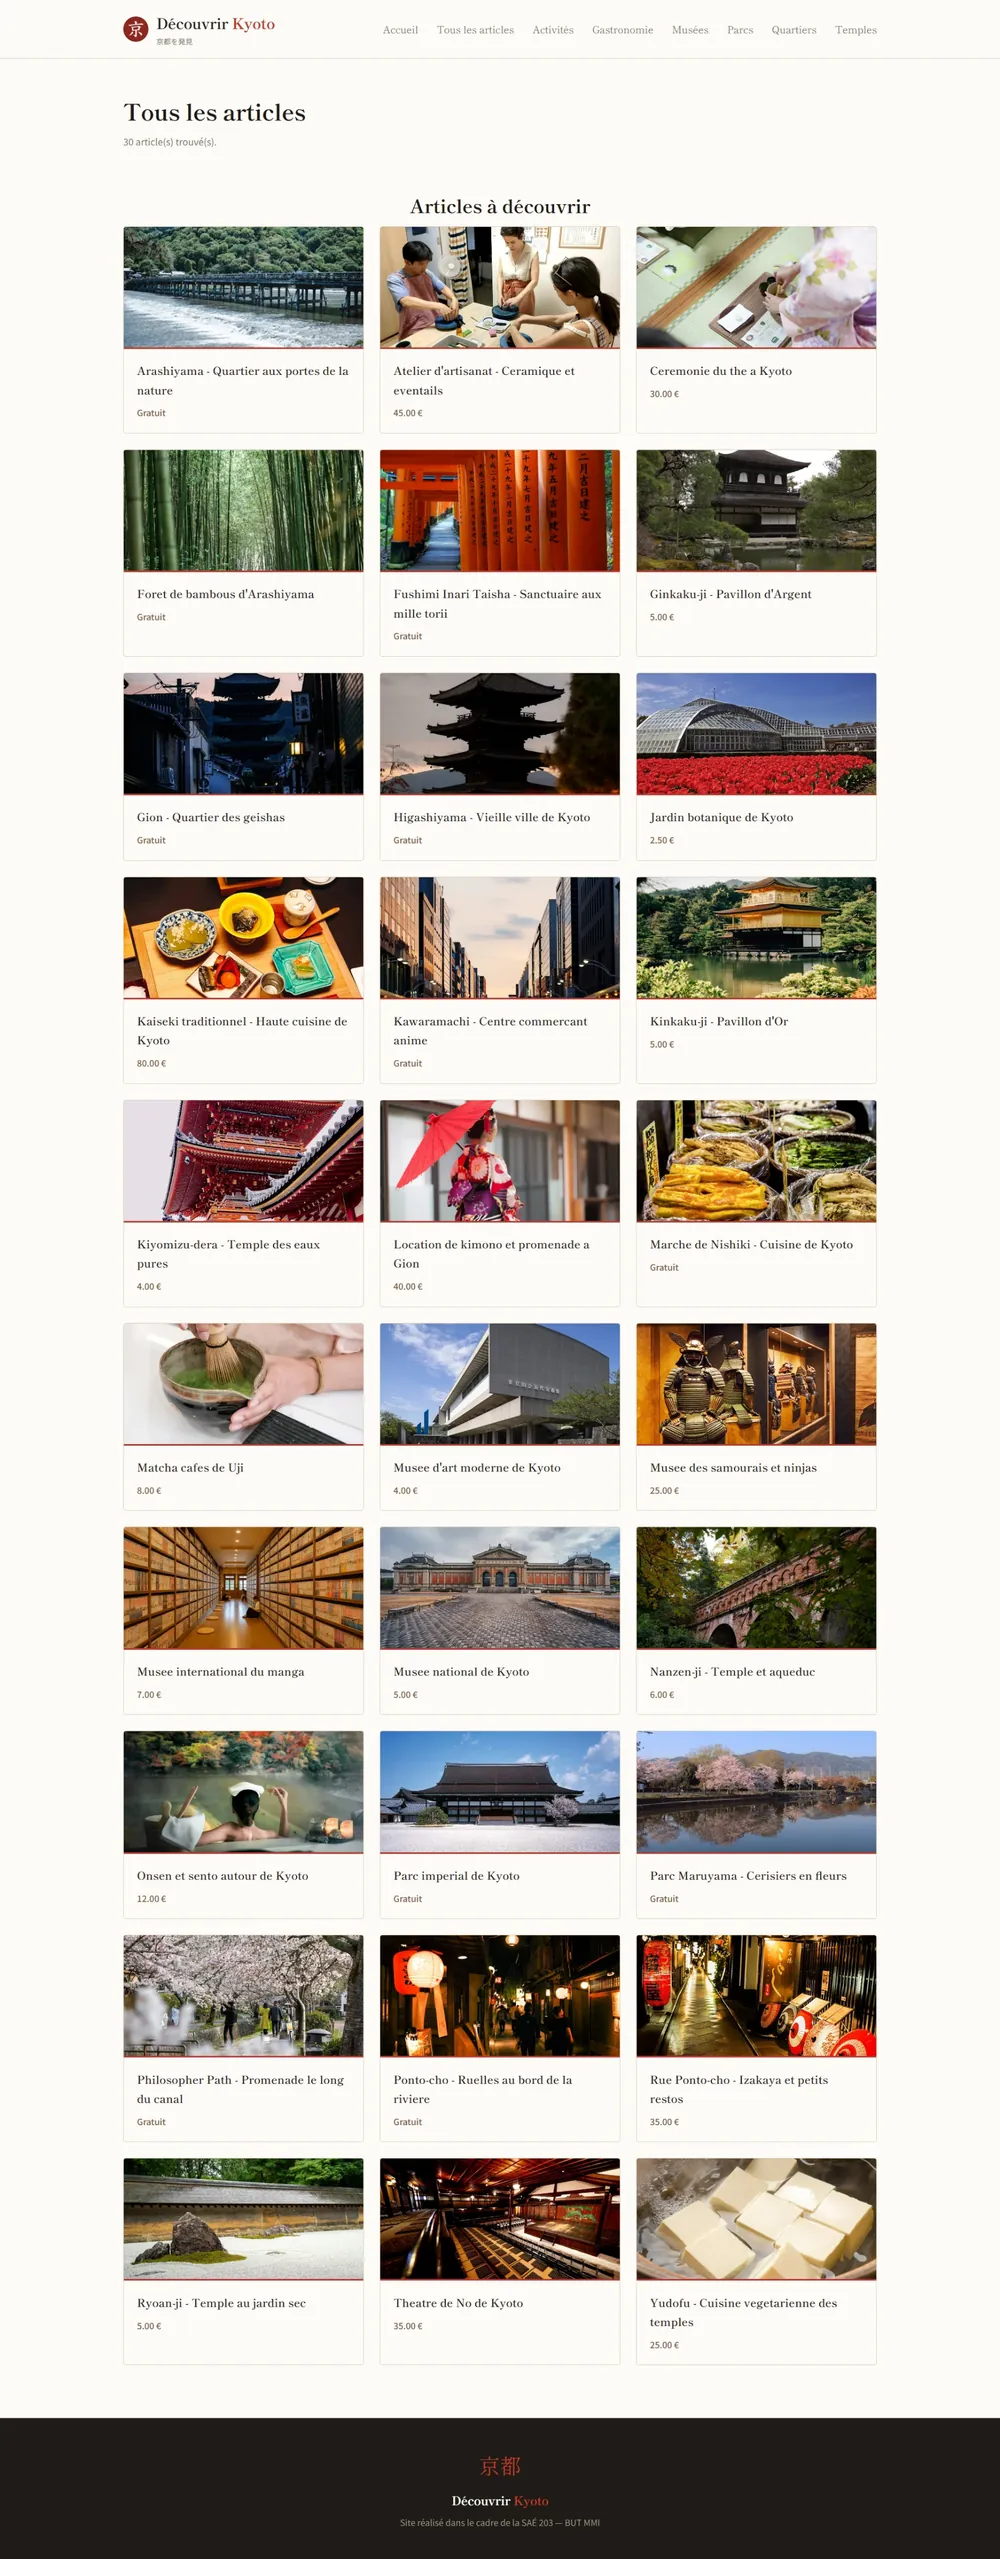 京
Découvrir Kyoto
京都を発見
Accueil Tous les articles Activités Gastronomie Musées Parcs Quartiers Temples
Tous les articles
30 article(s) trouvé(s).
Articles à découvrir
Arashiyama - Quartier aux portes de la
nature
Gratuit
Atelier d'artisanat - Ceramique et
eventails
45.00 €
Ceremonie du the a Kyoto
30.00 €
Foret de bambous d'Arashiyama
Gratuit
Fushimi Inari Taisha - Sanctuaire aux
mille torii
Gratuit
Ginkaku-ji - Pavillon d'Argent
5.00 €
Gion - Quartier des geishas
Gratuit
Higashiyama - Vieille ville de Kyoto
Gratuit
Jardin botanique de Kyoto
2.50 €
Kaiseki traditionnel - Haute cuisine de
Kyoto
80.00 €
Kawaramachi - Centre commercant
anime
Gratuit
Kinkaku-ji - Pavillon d'Or
5.00 €
Kiyomizu-dera - Temple des eaux
pures
4.00 €
Location de kimono et promenade a
Gion
40.00 €
Marche de Nishiki - Cuisine de Kyoto
Gratuit
Matcha cafes de Uji
8.00 €
Musee d'art moderne de Kyoto
4.00 €
Musee des samourais et ninjas
25.00 €
Musee international du manga
7.00 €
Musee national de Kyoto
5.00 €
Nanzen-ji - Temple et aqueduc
6.00 €
Onsen et sento autour de Kyoto
12.00 €
Parc imperial de Kyoto
Gratuit
Parc Maruyama - Cerisiers en fleurs
Gratuit
Philosopher Path - Promenade le long
du canal
Gratuit
Ponto-cho - Ruelles au bord de la
riviere
Gratuit
Rue Ponto-cho - Izakaya et petits
restos
35.00 €
Ryoan-ji - Temple au jardin sec
5.00 €
Theatre de No de Kyoto
35.00 €
Yudofu - Cuisine vegetarienne des
temples
25.00 €
京都
Découvrir Kyoto
Site réalisé dans le cadre de la SAÉ 203 — BUT MMI